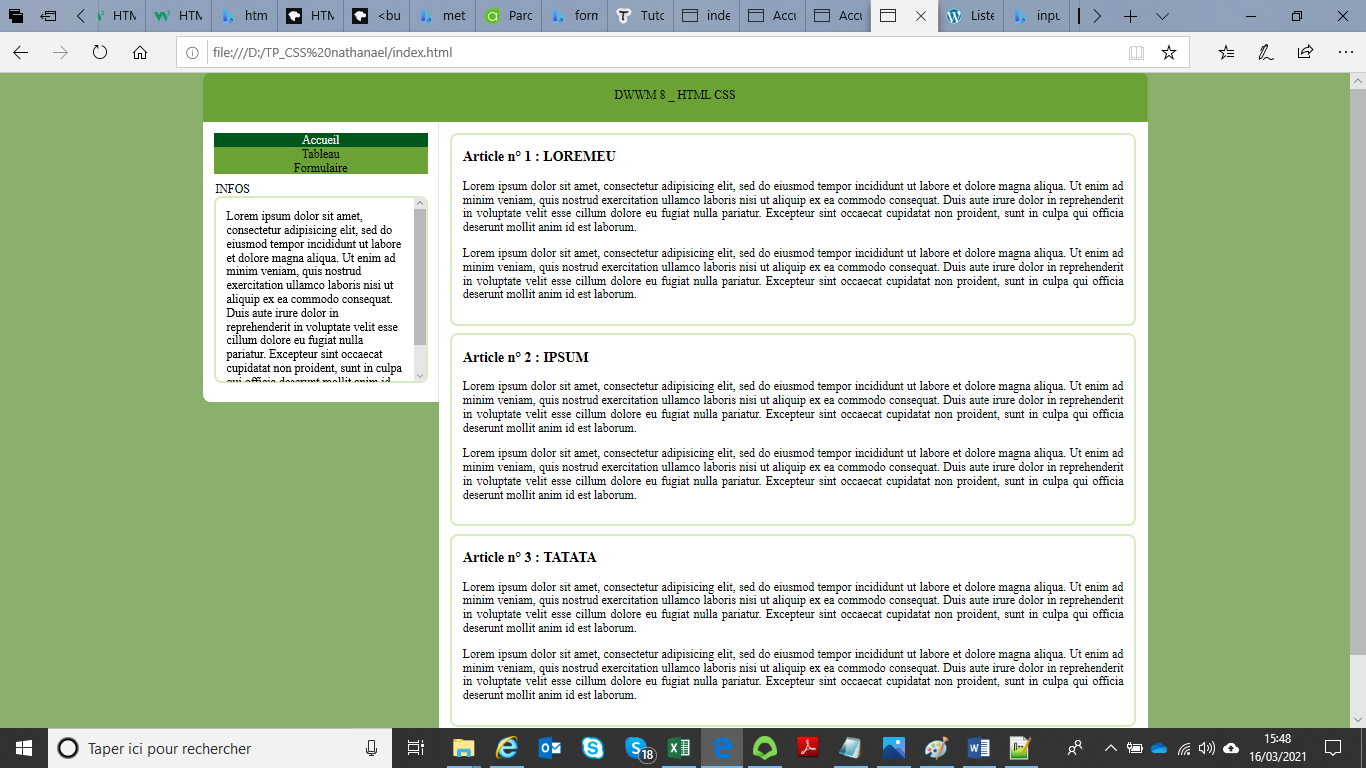 HTM
HTM
htm
HTM
<bu
met
Parc
forn
Tuto
inde
Accu
Accu
Liste
inpu
file:///D:/TP_CSS%20nathanael/index.html
DWWM 8 _ HTML CSS
Accueil
Tableau
Formulaire
INFOS
Lorem ipsum dolor sit amet,
consectetur adipisicing elit, sed do
eiusmod tempor incididunt ut labore
et dolore magna aliqua. Ut enim ad
minim veniam, quis nostrud
exercitation ullamco laboris nisi ut
aliquip ex ea commodo consequat.
Duis aute irure dolor in
reprehenderit in voluptate velit esse
cillum dolore eu fugiat nulla
pariatur. Excepteur sint occaecat
cupidatat non proident, sunt in culpa
qui officia deserunt mollit anim id
Article n° 1 : LOREMEU
Lorem ipsum dolor sit amet, consectetur adipisicing elit, sed do eiusmod tempor incididunt ut labore et dolore magna aliqua. Ut enim ad
minim veniam, quis nostrud exercitation ullamco laboris nisi ut aliquip ex ea commodo consequat. Duis aute irure dolor in reprehenderit
in voluptate velit esse cillum dolore eu fugiat nulla pariatur. Excepteur sint occaecat cupidatat non proident, sunt in culpa qui officia
deserunt mollit anim id est laborum.
Lorem ipsum dolor sit amet, consectetur adipisicing elit, sed do eiusmod tempor incididunt ut labore et dolore magna aliqua. Ut enim ad
minim veniam, quis nostrud exercitation ullamco laboris nisi ut aliquip ex ea commodo consequat. Duis aute irure dolor in reprehenderit
in voluptate velit esse cillum dolore eu fugiat nulla pariatur. Excepteur sint occaecat cupidatat non proident, sunt in culpa qui officia
deserunt mollit anim id est laborum.
Article n° 2 : IPSUM
Lorem ipsum dolor sit amet, consectetur adipisicing elit, sed do eiusmod tempor incididunt ut labore et dolore magna aliqua. Ut enim ad
minim veniam, quis nostrud exercitation ullamco laboris nisi ut aliquip ex ea commodo consequat. Duis aute irure dolor in reprehenderit
in voluptate velit esse cillum dolore eu fugiat nulla pariatur. Excepteur sint occaecat cupidatat non proident, sunt in culpa qui officia
deserunt mollit anim id est laborum.
Lorem ipsum dolor sit amet, consectetur adipisicing elit, sed do eiusmod tempor incididunt ut labore et dolore magna aliqua. Ut enim ad
minim veniam, quis nostrud exercitation ullamco laboris nisi ut aliquip ex ea commodo consequat. Duis aute irure dolor in reprehenderit
in voluptate velit esse cillum dolore eu fugiat nulla pariatur. Excepteur sint occaecat cupidatat non proident, sunt in culpa qui officia
deserunt mollit anim id est laborum.
Article n° 3 : TATATA
Lorem ipsum dolor sit amet, consectetur adipisicing elit, sed do eiusmod tempor incididunt ut labore et dolore magna aliqua. Ut enim ad
minim veniam, quis nostrud exercitation ullamco laboris nisi ut aliquip ex ea commodo consequat. Duis aute irure dolor in reprehenderit
in voluptate velit esse cillum dolore eu fugiat nulla pariatur. Excepteur sint occaecat cupidatat non proident, sunt in culpa qui officia
deserunt mollit anim id est laborum.
Lorem ipsum dolor sit amet, consectetur adipisicing elit, sed do eiusmod tempor incididunt ut labore et dolore magna aliqua. Ut enim ad
minim veniam, quis nostrud exercitation ullamco laboris nisi ut aliquip ex ea commodo consequat. Duis aute irure dolor in reprehenderit
in voluptate velit esse cillum dolore eu fugiat nulla pariatur. Excepteur sint occaecat cupidatat non proident, sunt in culpa qui officia
deserunt mollit anim id est laborum.
Taper ici pour rechercher
18
15:48
16/03/2021